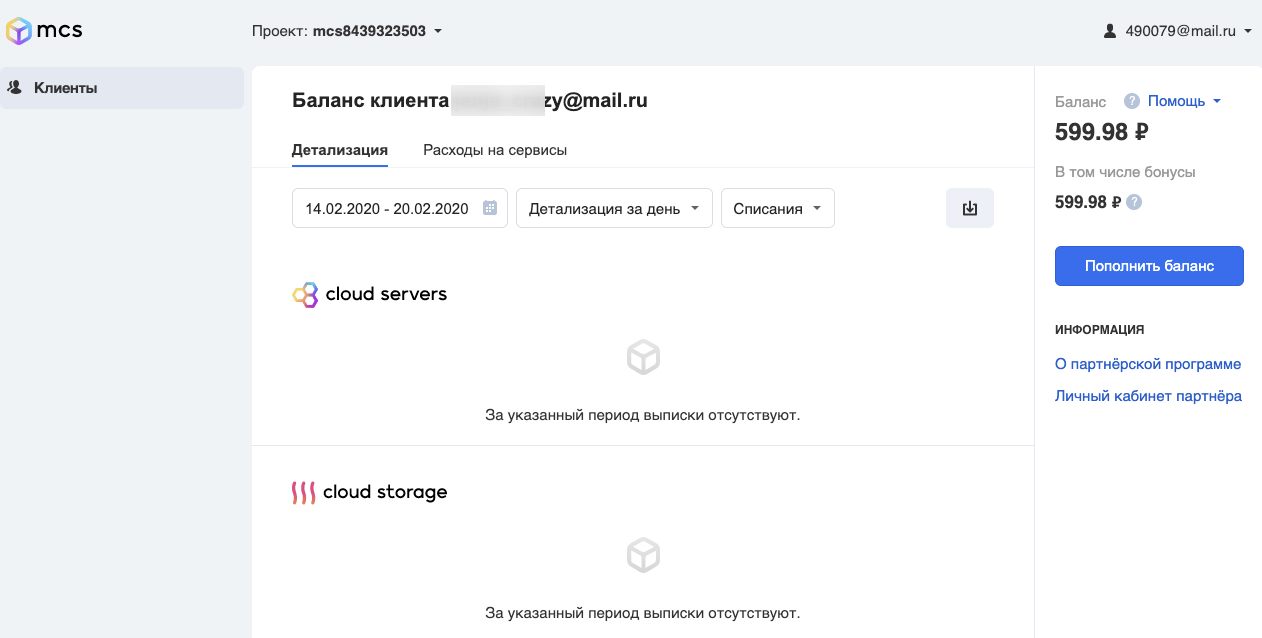 mcs
Проект: mcs8439323503
490079@mail.ru
Клиенты
Баланс клиента zy@mail.ru
Детализация
Расходы на сервисы
14.02.2020 - 20.02.2020
Детализация за день
Списания
cloud servers
За указанный период выписки отсутствуют.
cloud storage
За указанный период выписки отсутствуют.
Баланс ? Помощь
599.98 ₽
В том числе бонусы
599.98 ₽ ?
Пополнить баланс
ИНФОРМАЦИЯ
О партнёрской программе
Личный кабинет партнёра